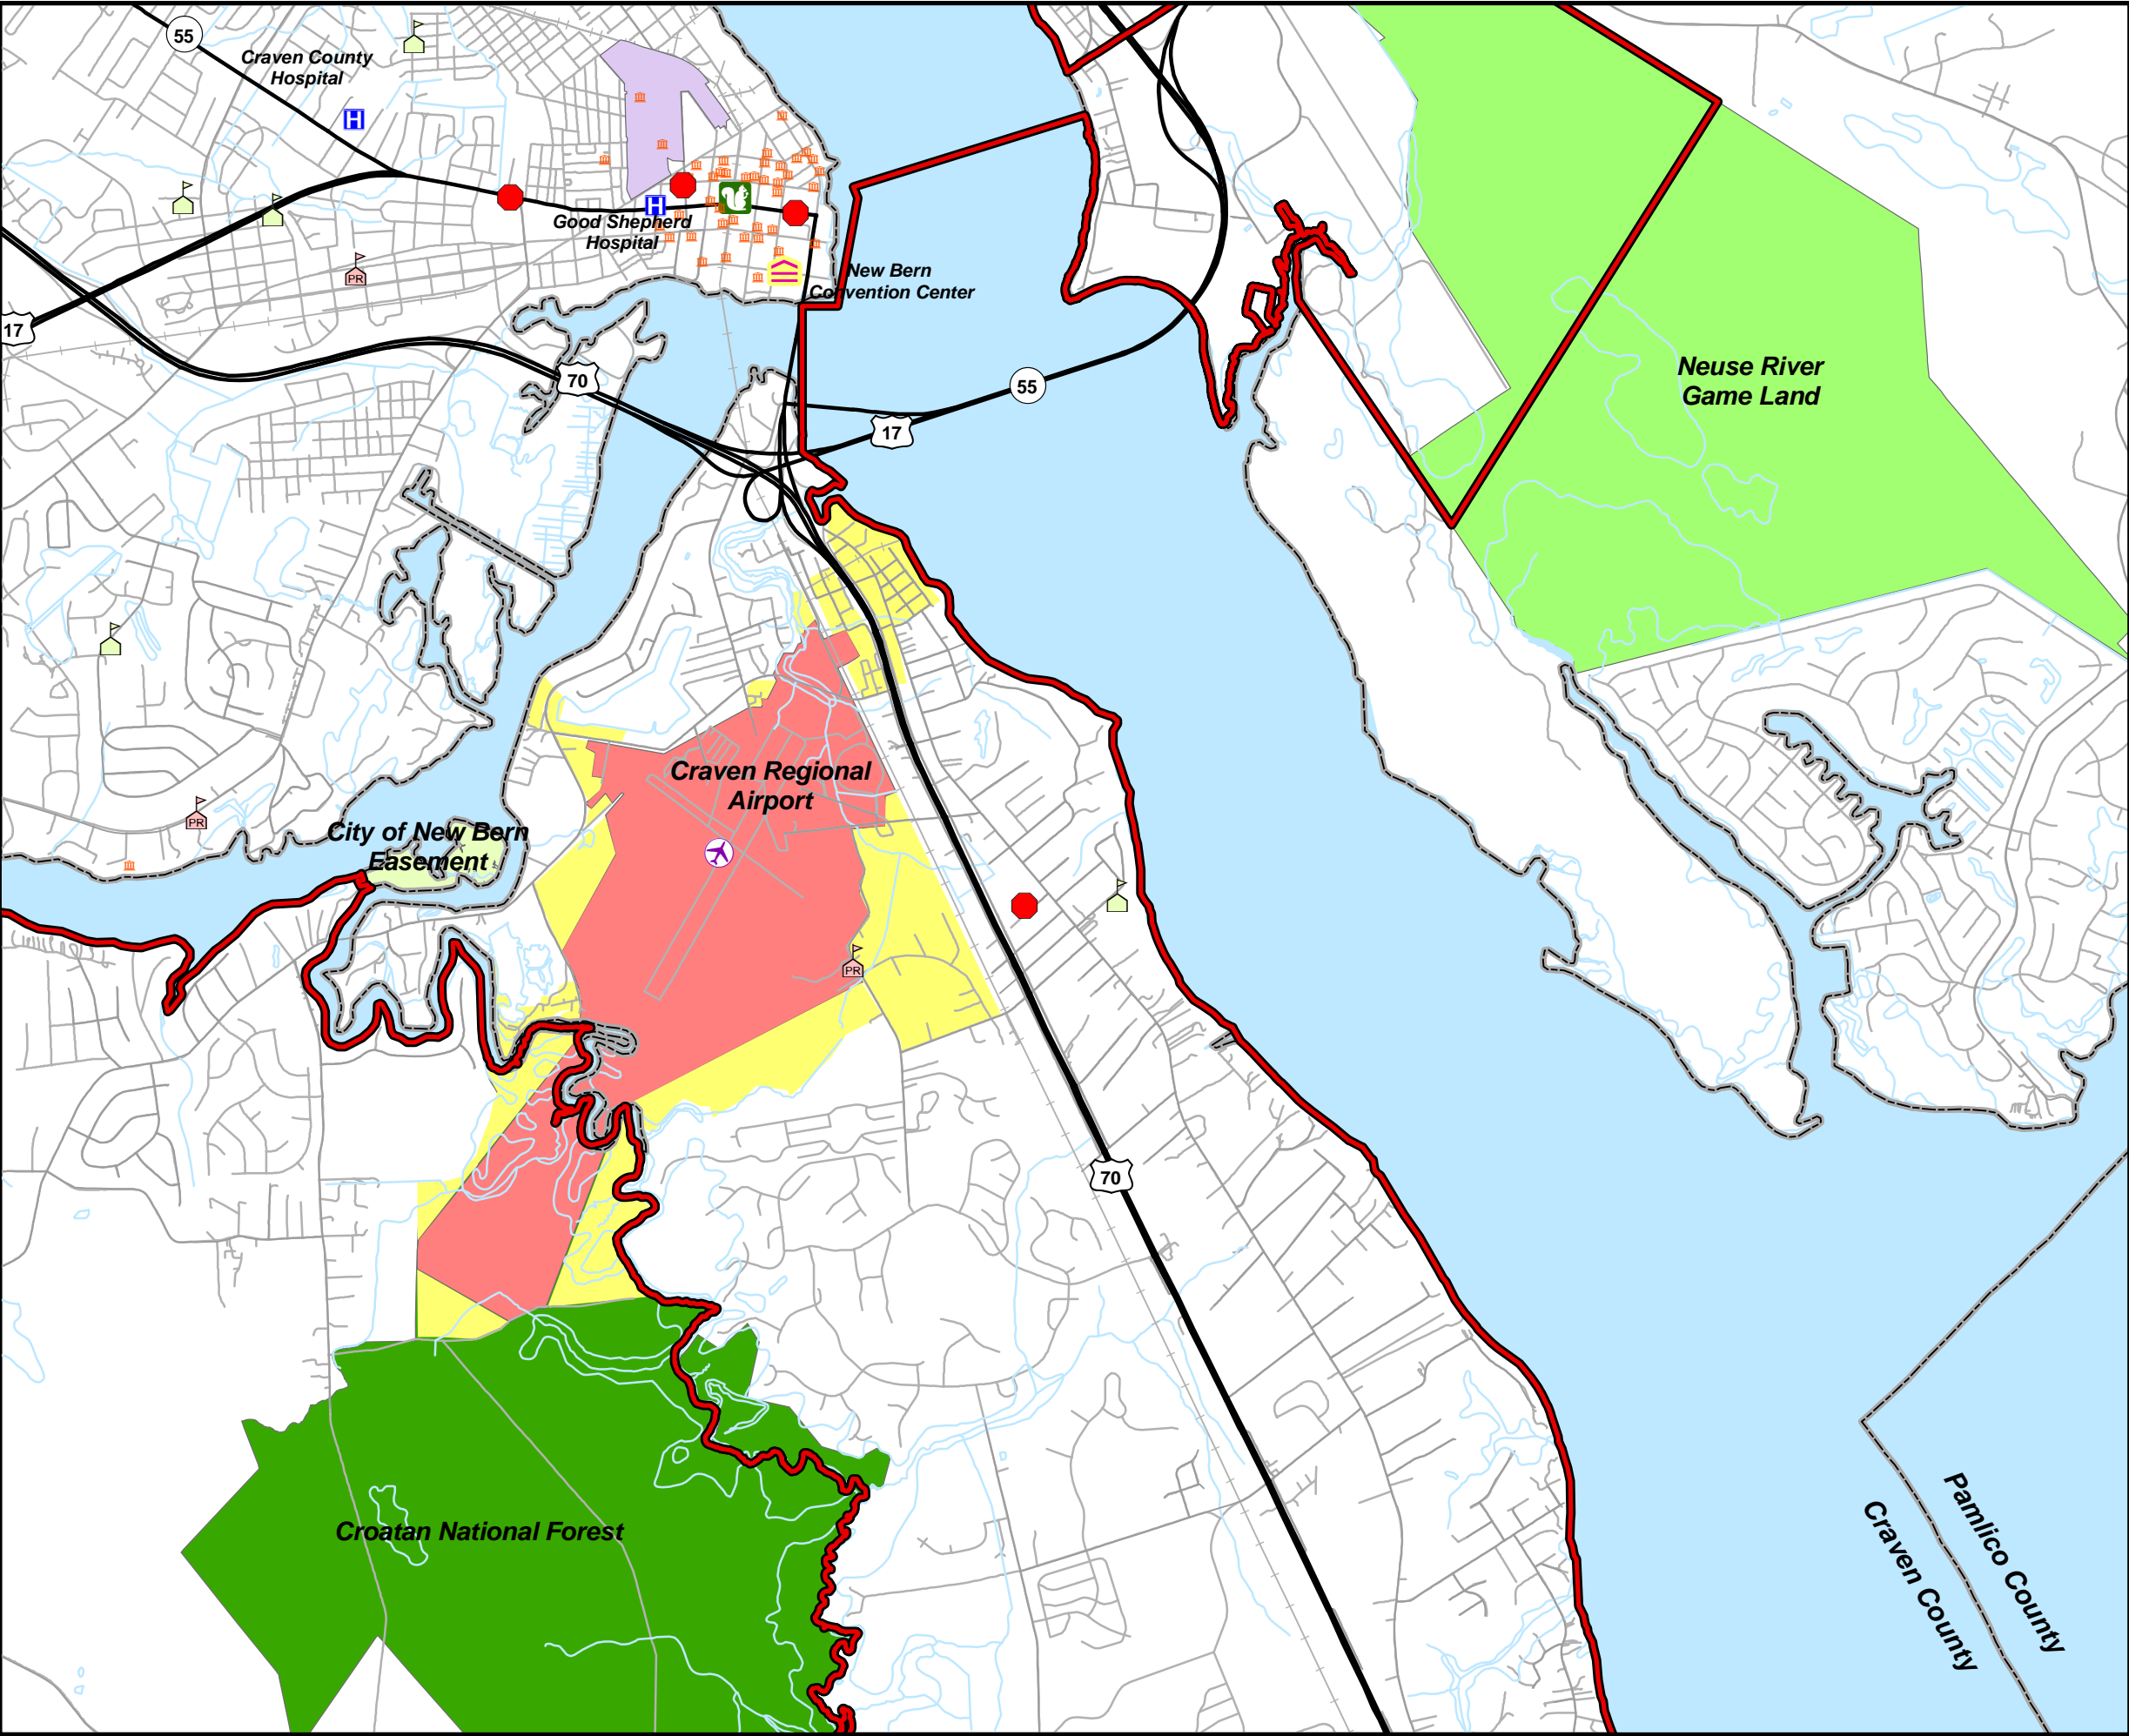 55
Craven County
Hospital
H
H
Good Shepherd
Hospital
PR
New Bern
Convention Center
17
70
55
17
Neuse River
Game Land
Craven Regional
Airport
PR
City of New Bern
Easement
PR
70
Croatan National Forest
Pamlico County
Craven County